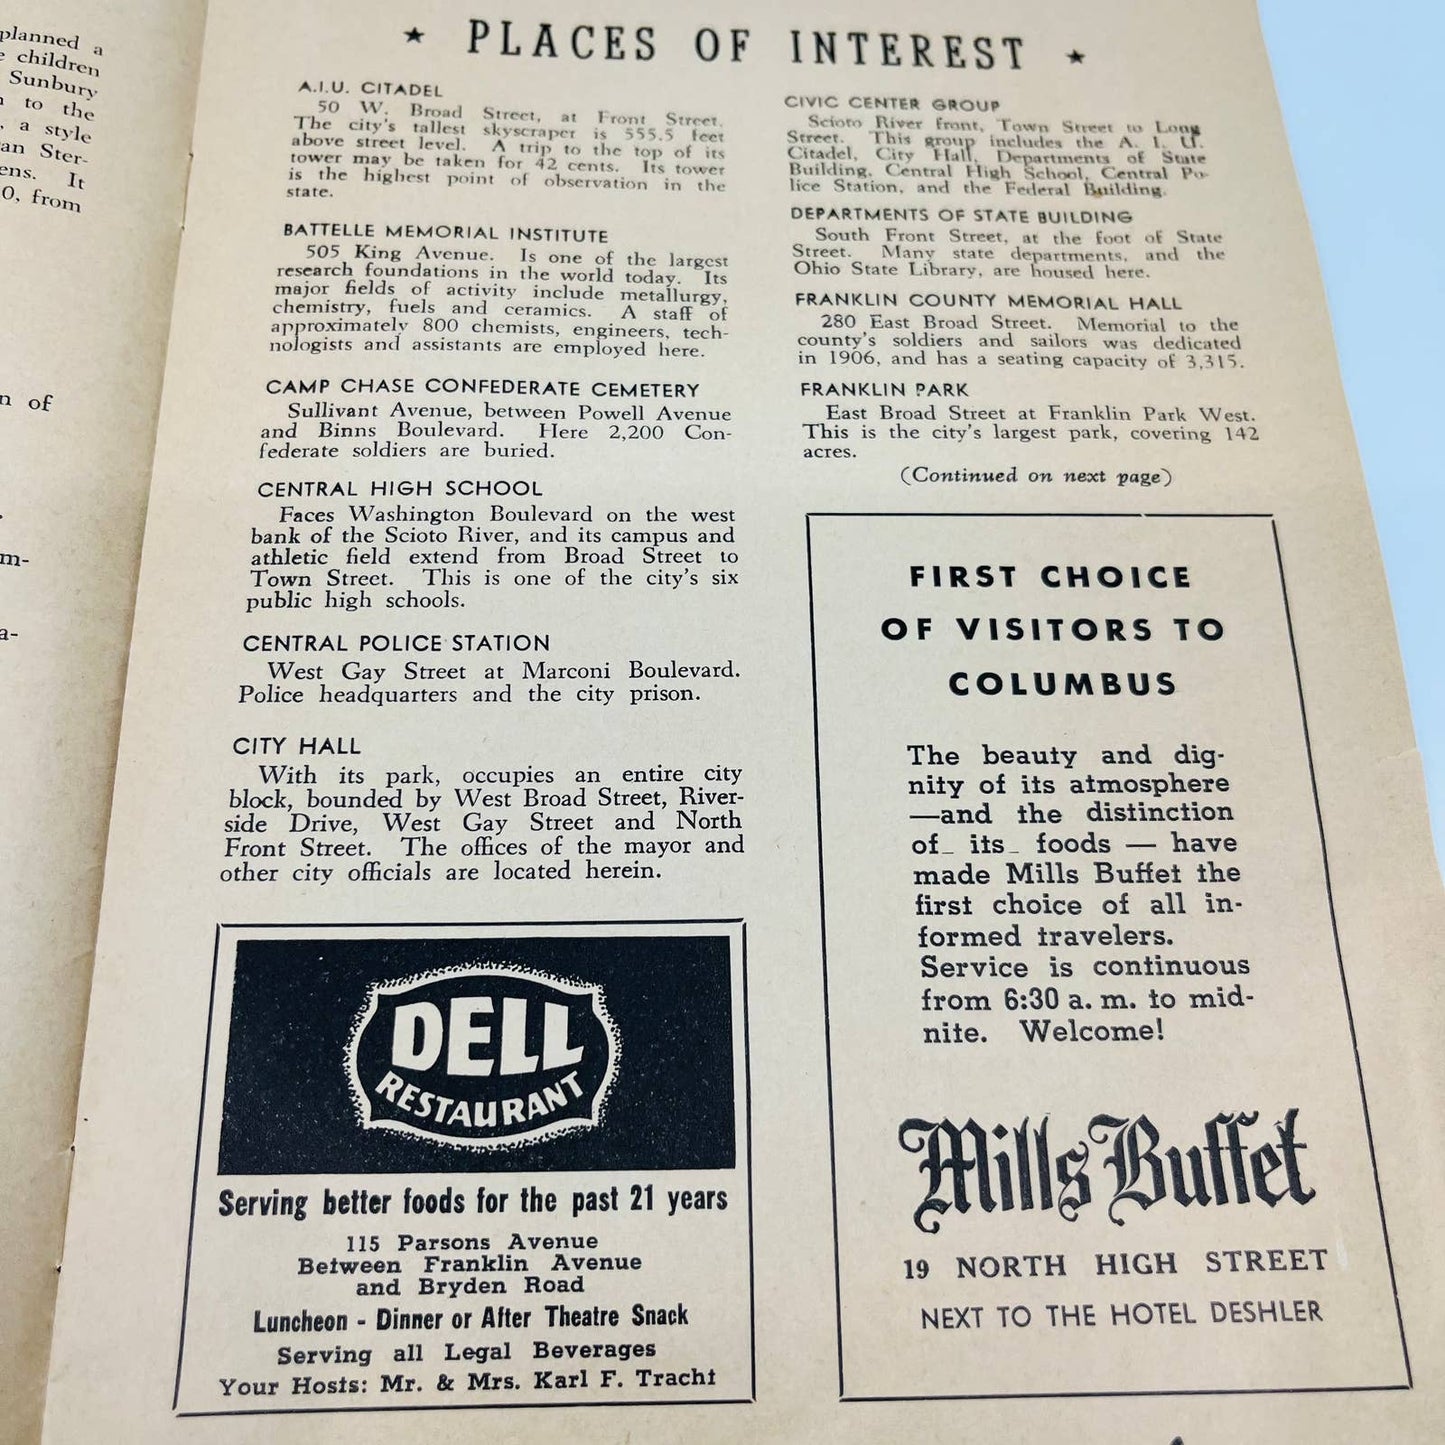 planned a
e children
Sunbury
n to the
, a style
an Ster-
ens. It
0, from
n of
m-
a-
★ PLACES OF INTEREST ★
A.I.U. CITADEL
50 W. Broad Street, at Front Street.
The city's tallest skyscraper is 555.5 feet
above street level. A trip to the top of its
tower may be taken for 42 cents. Its tower
is the highest point of observation in the
state.
BATTELLE MEMORIAL INSTITUTE
505 King Avenue. Is one of the largest
research foundations in the world today. Its
major fields of activity include metallurgy,
chemistry, fuels and ceramics. A staff of
approximately 800 chemists, engineers, tech-
nologists and assistants are employed here.
CAMP CHASE CONFEDERATE CEMETERY
Sullivant Avenue, between Powell Avenue
and Binns Boulevard. Here 2,200 Con-
federate soldiers are buried.
CENTRAL HIGH SCHOOL
Faces Washington Boulevard on the west
bank of the Scioto River, and its campus and
athletic field extend from Broad Street to
Town Street. This is one of the city's six
public high schools.
CENTRAL POLICE STATION
West Gay Street at Marconi Boulevard.
Police headquarters and the city prison.
CITY HALL
With its park, occupies an entire city
block, bounded by West Broad Street, River-
side Drive, West Gay Street and North
Front Street. The offices of the mayor and
other city officials are located herein.
DELL
RESTAURANT
Serving better foods for the past 21 years
115 Parsons Avenue
Between Franklin Avenue
and Bryden Road
Luncheon - Dinner or After Theatre Snack
Serving all Legal Beverages
Your Hosts: Mr. & Mrs. Karl F. Tracht
CIVIC CENTER GROUP
Scioto River front, Town Street to Long
Street. This group includes the A. I. U.
Citadel, City Hall, Departments of State
Building, Central High School, Central Po-
lice Station, and the Federal Building.
DEPARTMENTS OF STATE BUILDING
South Front Street, at the foot of State
Street. Many state departments, and the
Ohio State Library, are housed here.
FRANKLIN COUNTY MEMORIAL HALL
280 East Broad Street. Memorial to the
county's soldiers and sailors was dedicated
in 1906, and has a seating capacity of 3,315.
FRANKLIN PARK
East Broad Street at Franklin Park West.
This is the city's largest park, covering 142
acres.
(Continued on next page)
FIRST CHOICE
OF VISITORS TO
COLUMBUS
The beauty and dig-
nity of its atmosphere
—and the distinction
of_ its_ foods — have
made Mills Buffet the
first choice of all in-
formed travelers.
Service is continuous
from 6:30 a. m. to mid-
nite. Welcome!
Mills Buffet
19 NORTH HIGH STREET
NEXT TO THE HOTEL DESHLER